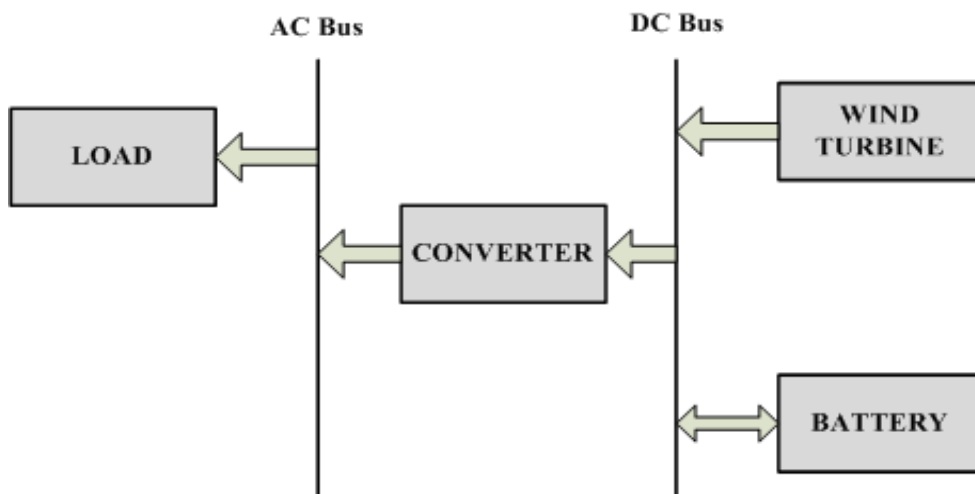 AC Bus
DC Bus
LOAD
WIND
TURBINE
CONVERTER
BATTERY